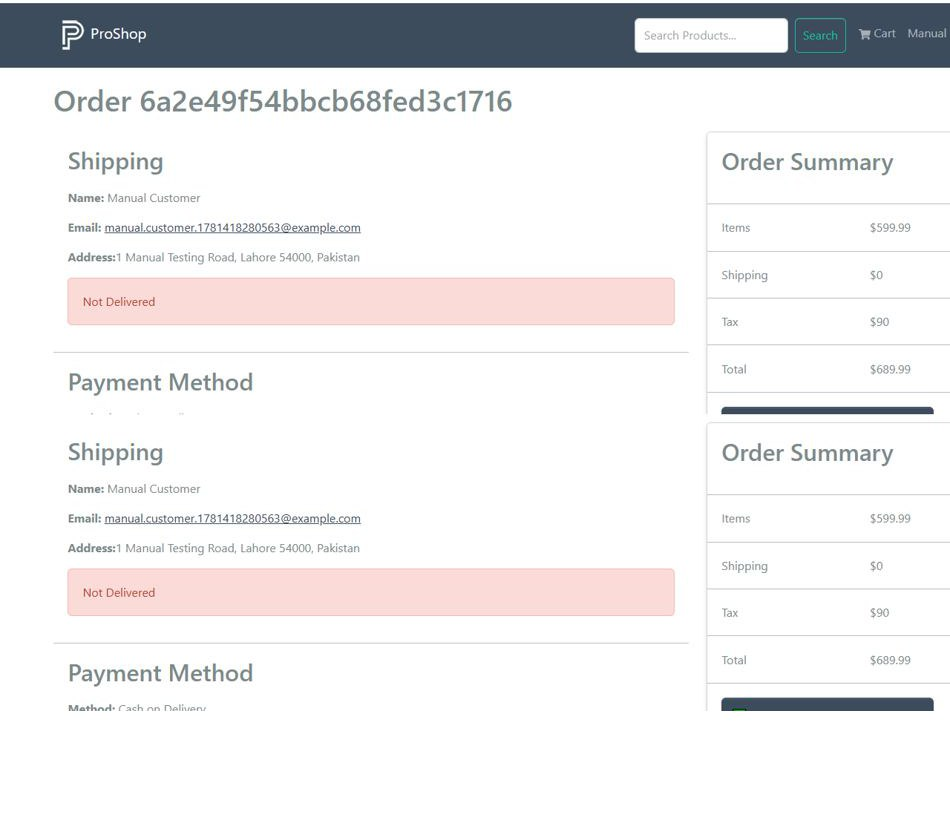 ProShop
Search Products...
Search
Cart
Manual
Order 6a2e49f54bbcb68fed3c1716
Shipping
Name: Manual Customer
Email: manual.customer.1781418280563@example.com
Address:1 Manual Testing Road, Lahore 54000, Pakistan
Not Delivered
Payment Method
Order Summary
Items $599.99
Shipping $0
Tax $90
Total $689.99
Shipping
Name: Manual Customer
Email: manual.customer.1781418280563@example.com
Address:1 Manual Testing Road, Lahore 54000, Pakistan
Not Delivered
Payment Method
Method: Cash on Delivery
Order Summary
Items $599.99
Shipping $0
Tax $90
Total $689.99